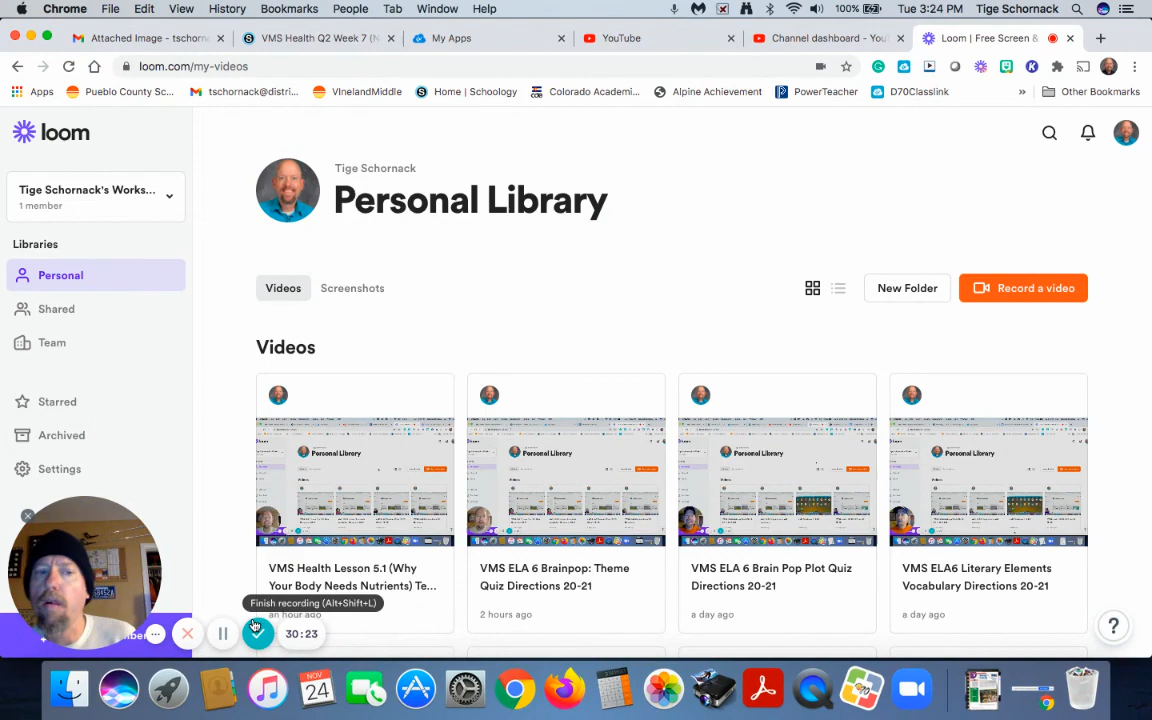 Chrome File Edit View History Bookmarks People Tab Window Help 100% Tue 3:24 PM Tige Schornack
Attached Image - tschorn
VMS Health Q2 Week 7 (N
My Apps
YouTube
Channel dashboard - YouT
Loom | Free Screen &
loom.com/my-videos
Apps
Pueblo County Sc...
tschornack@distri...
VInelandMiddle
Home | Schoology
Colorado Academi...
Alpine Achievement
PowerTeacher
D70Classlink
Other Bookmarks
loom
Tige Schornack's Works...
1 member
Libraries
Personal
Shared
Team
Starred
Archived
Settings
Tige Schornack
Personal Library
Videos
Screenshots
New Folder
Record a video
Videos
VMS Health Lesson 5.1 (Why
Your Body Needs Nutrients) Te...
an hour ago
VMS ELA 6 Brainpop: Theme
Quiz Directions 20-21
2 hours ago
VMS ELA 6 Brain Pop Plot Quiz
Directions 20-21
a day ago
VMS ELA6 Literary Elements
Vocabulary Directions 20-21
a day ago
Finish recording (Alt+Shift+L)
30:23
?
NOV
24